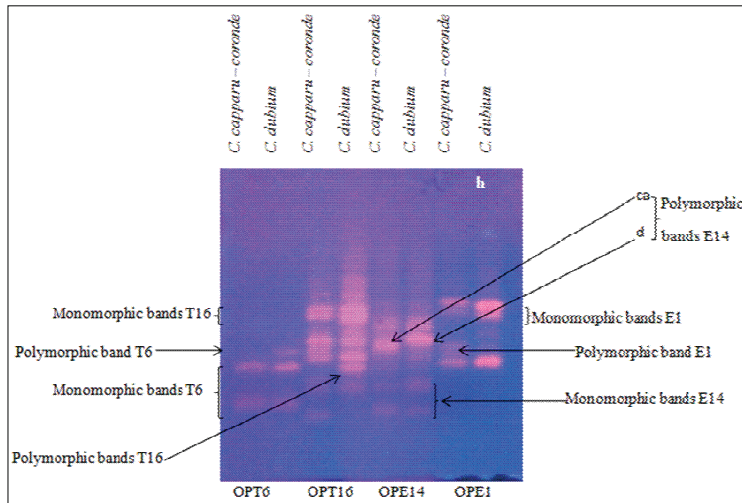 C. capparu – coronde
C. dubium
C. capparu – coronde
C. dubium
C. capparu – coronde
C. dubium
C. capparu – coronde
C. dubium
h
ca
Polymorphic
d
bands E14
Monomorphic bands T16
Monomorphic bands E1
Polymorphic band T6
Polymorphic band E1
Monomorphic bands T6
Monomorphic bands E14
Polymorphic bands T16
OPT6 OPT16 OPE14 OPE1